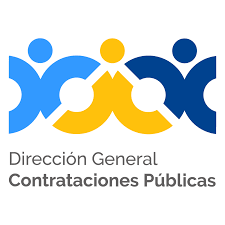 Dirección General
Contrataciones Públicas